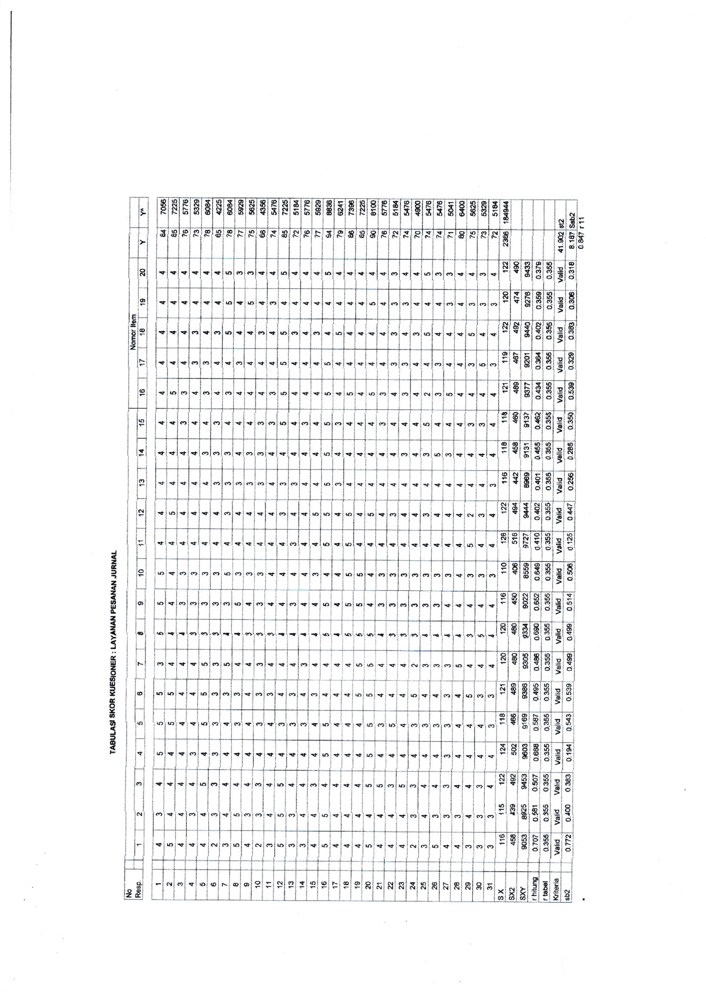 TABULASI SKOR KUESIONER : LAYANAN PESANAN JURNAL
No Nomor Item
Resp. 1 2 3 4 5 6 7 8 9 10 11 12 13 14 15 16 17 18 19 20 Y Y^
1 4 3 4 5 5 5 3 5 5 5 4 4 4 4 4 4 4 4 4 4 84 7056
2 5 4 4 4 5 5 4 4 4 4 4 5 4 4 4 5 4 4 4 4 85 7225
3 4 4 4 4 4 4 4 4 3 3 4 4 4 4 3 3 4 4 4 4 76 5776
4 4 3 4 3 4 4 4 3 3 3 4 4 4 4 4 4 3 3 4 4 73 5329
5 4 4 5 4 5 5 5 3 3 3 4 4 4 3 4 3 3 4 4 4 78 6084
6 2 3 3 3 3 3 3 3 3 3 4 4 3 3 3 4 4 3 4 4 65 4225
7 3 4 4 4 4 3 5 4 3 5 4 3 3 3 4 3 4 5 5 5 78 6084
8 5 5 4 4 3 3 4 4 5 3 4 4 3 4 4 4 3 4 4 3 77 5929
9 4 3 4 4 4 4 4 3 4 3 4 4 3 3 4 4 4 4 5 3 75 5625
10 2 3 3 4 3 3 3 3 3 3 4 4 3 3 3 4 4 3 4 4 66 4356
11 3 4 4 4 4 3 4 3 4 4 4 4 4 4 3 3 4 4 3 4 74 5476
12 5 5 5 4 3 4 4 4 4 4 4 3 3 4 5 5 5 5 4 5 85 7225
13 3 3 4 4 3 3 4 4 3 4 3 4 3 4 4 4 4 3 4 4 72 5184
14 3 4 4 4 3 4 3 4 4 4 4 4 4 4 3 4 4 4 4 4 76 5776
15 4 4 3 4 4 3 4 4 4 3 4 5 4 4 4 4 4 3 4 4 77 5929
16 5 5 4 5 5 4 4 5 5 4 5 5 5 5 5 5 5 4 4 5 94 8836
17 4 4 4 4 4 4 4 4 4 4 4 4 3 4 3 4 4 5 4 4 79 6241
18 4 4 4 4 4 4 4 5 5 5 5 5 4 4 4 5 4 4 4 4 86 7396
19 4 4 4 4 4 5 5 5 5 5 4 4 4 4 4 4 4 4 4 4 85 7225
20 5 4 5 5 5 5 5 5 4 4 4 5 4 4 4 5 4 4 5 4 90 8100
21 4 4 5 4 3 4 4 4 3 3 4 4 4 4 3 3 4 4 4 4 76 5776
22 4 4 3 4 5 4 4 3 3 3 4 3 4 4 4 4 3 3 3 3 72 5184
23 4 4 5 4 4 4 4 3 3 3 4 4 4 3 4 3 3 4 3 4 74 5476
24 2 3 3 4 3 5 2 3 3 3 4 4 4 4 4 4 4 3 4 4 70 4900
25 3 4 4 4 3 4 3 4 3 3 4 3 4 3 5 2 4 5 4 5 74 5476
26 5 3 4 4 3 4 3 4 3 3 4 4 4 5 4 3 3 4 4 3 74 5476
27 4 3 3 3 3 3 3 4 4 3 4 4 4 3 4 5 4 4 3 3 71 5041
28 4 3 4 4 4 4 5 4 4 4 4 4 4 4 4 4 4 4 4 4 80 6400
29 3 4 4 4 4 5 4 3 4 3 5 2 4 4 3 4 3 5 3 4 75 5625
30 3 3 3 4 4 3 4 5 4 3 4 3 4 4 3 4 5 4 3 3 73 5329
31 3 3 4 4 3 3 4 4 4 3 4 4 3 4 4 4 3 4 3 4 72 5184
S X 116 115 122 124 118 121 120 120 116 110 126 122 116 118 118 121 119 122 120 122 2386 184944
SX2 458 439 492 502 466 489 480 480 450 406 516 494 442 458 460 489 467 492 474 490
SXY 9053 8925 9453 9603 9169 9386 9305 9334 9022 8559 9727 9444 8969 9131 9137 9377 9201 9440 9276 9433
r hitung 0.707 0.581 0.507 0.668 0.587 0.495 0.486 0.690 0.652 0.649 0.410 0.402 0.401 0.455 0.462 0.434 0.364 0.402 0.359 0.379
r tabel 0.355 0.355 0.355 0.355 0.355 0.355 0.355 0.355 0.355 0.355 0.355 0.355 0.355 0.355 0.355 0.355 0.355 0.355 0.355 0.355
Kriteria Valid Valid Valid Valid Valid Valid Valid Valid Valid Valid Valid Valid Valid Valid Valid Valid Valid Valid Valid Valid 41.902 st2
sb2 0.772 0.400 0.383 0.194 0.543 0.539 0.499 0.499 0.514 0.506 0.125 0.447 0.256 0.285 0.350 0.539 0.329 0.383 0.306 0.318 8.187 Ssb2
0.847 r11